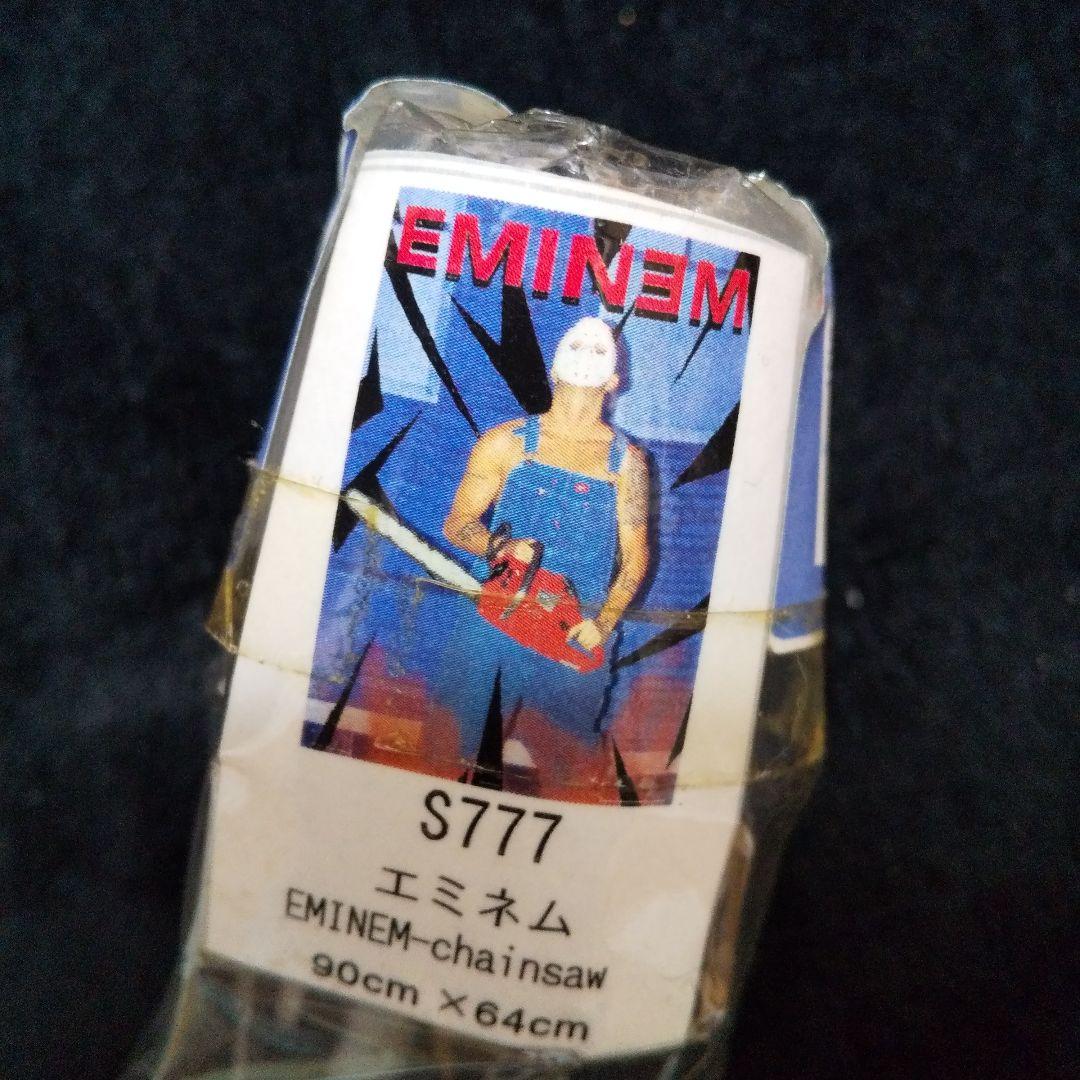 EMINƎM
S777
エミネム
EMINEM-chainsaw
90cm ×64cm